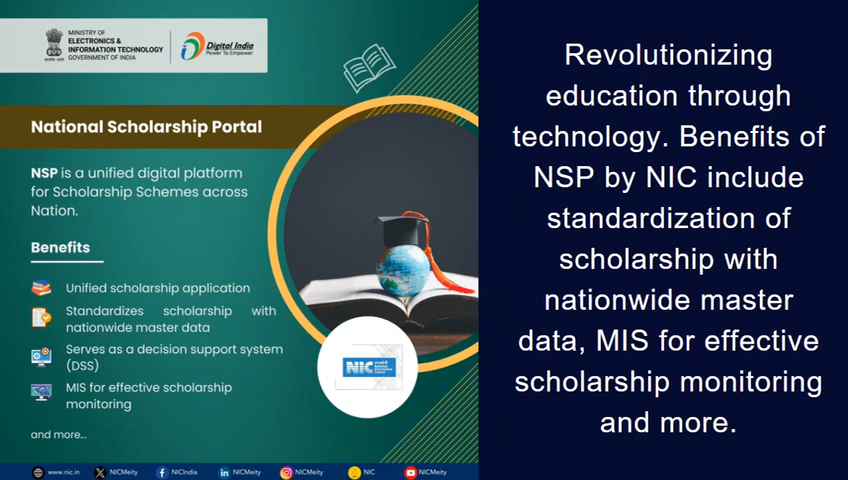 MINISTRY OF
ELECTRONICS &
INFORMATION TECHNOLOGY
GOVERNMENT OF INDIA
Digital India
Power To Empower
National Scholarship Portal
NSP is a unified digital platform
for Scholarship Schemes across
Nation.
Benefits
Unified scholarship application
Standardizes scholarship with
nationwide master data
Serves as a decision support system
(DSS)
MIS for effective scholarship
monitoring
and more...
NIC
www.nic.in
NICMeity
NICIndia
NICMeity
NICMeity
NIC
NICMeity
Revolutionizing
education through
technology. Benefits of
NSP by NIC include
standardization of
scholarship with
nationwide master
data, MIS for effective
scholarship monitoring
and more.